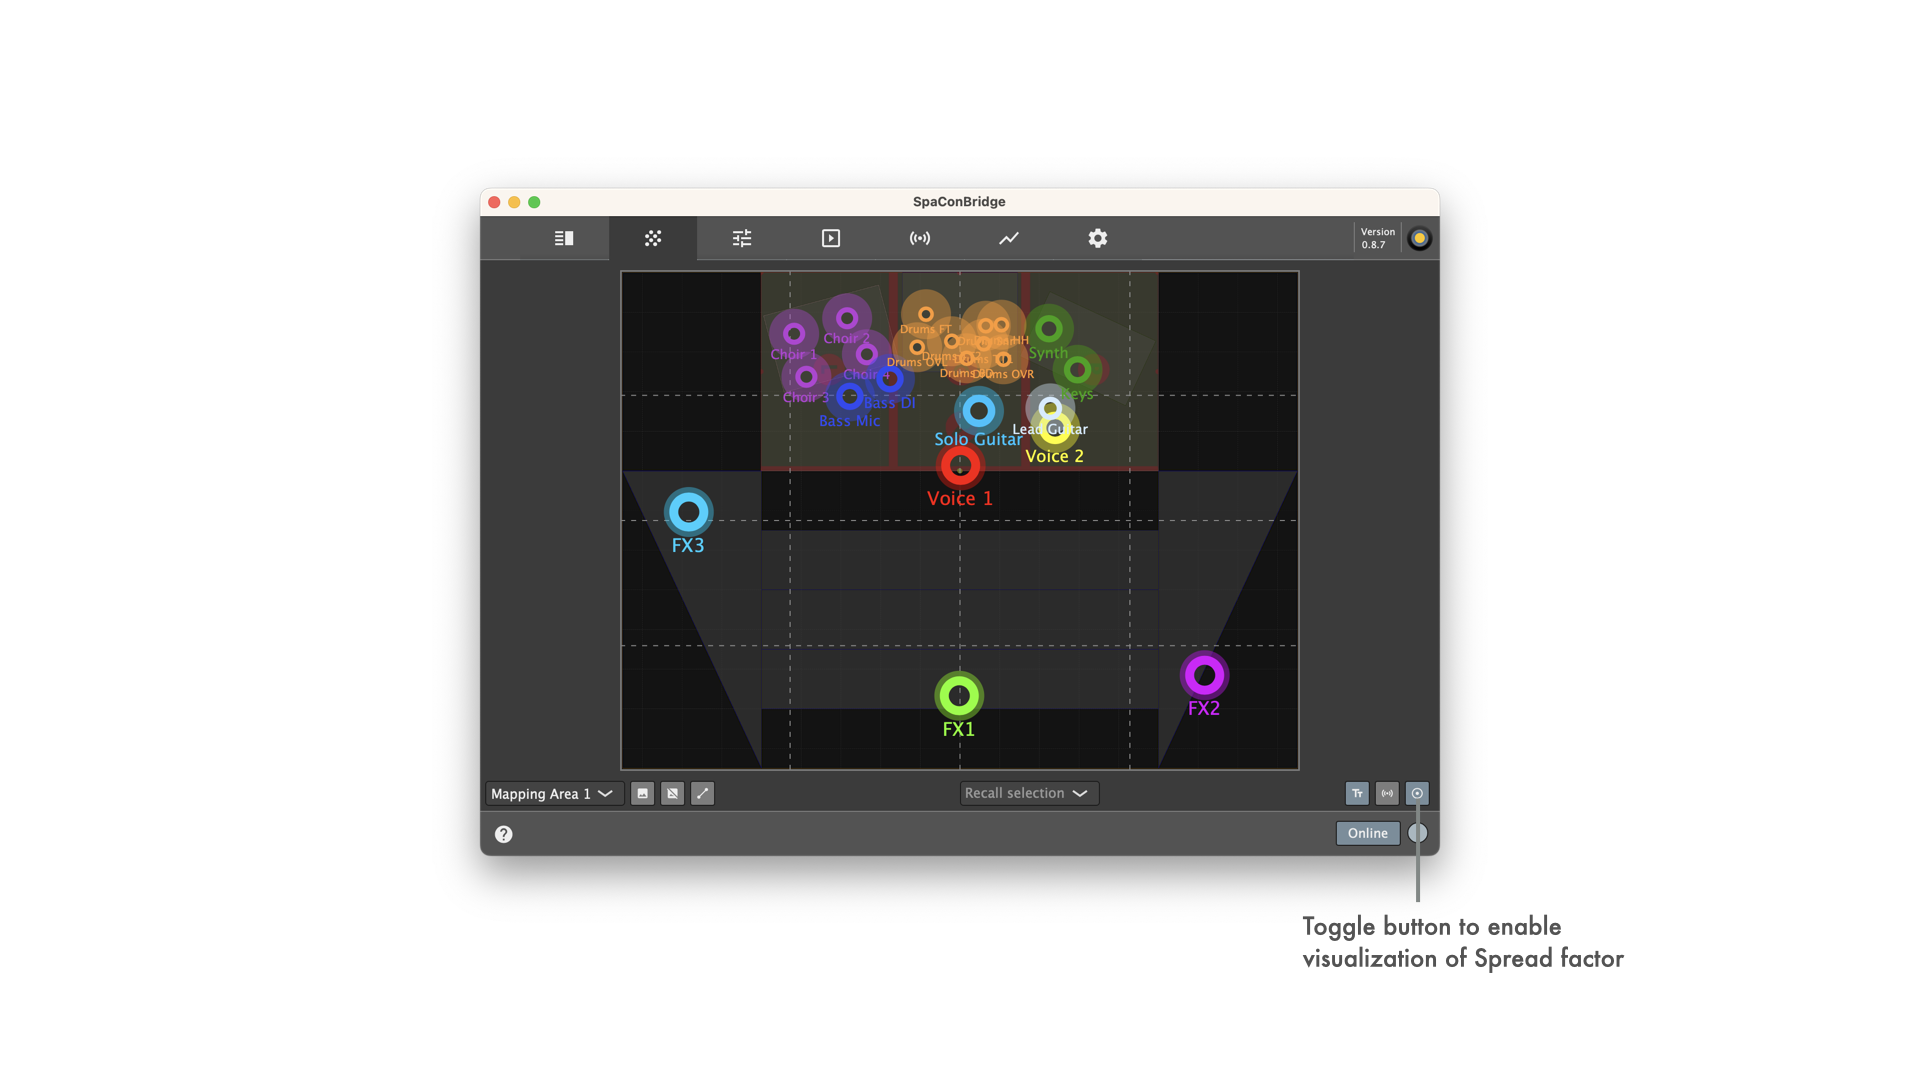 SpaConBridge
Version
0.8.7
Drums FT
Choir 2
HH
Choir 1
Synth
Drums OVL
Choir 4
Drums OVR
Keys
Choir 3
Bass DI
Bass Mic
Lead Guitar
Solo Guitar
Voice 2
Voice 1
FX3
FX2
FX1
Mapping Area 1
Recall selection
Tr
Online
?
Toggle button to enable
visualization of Spread factor